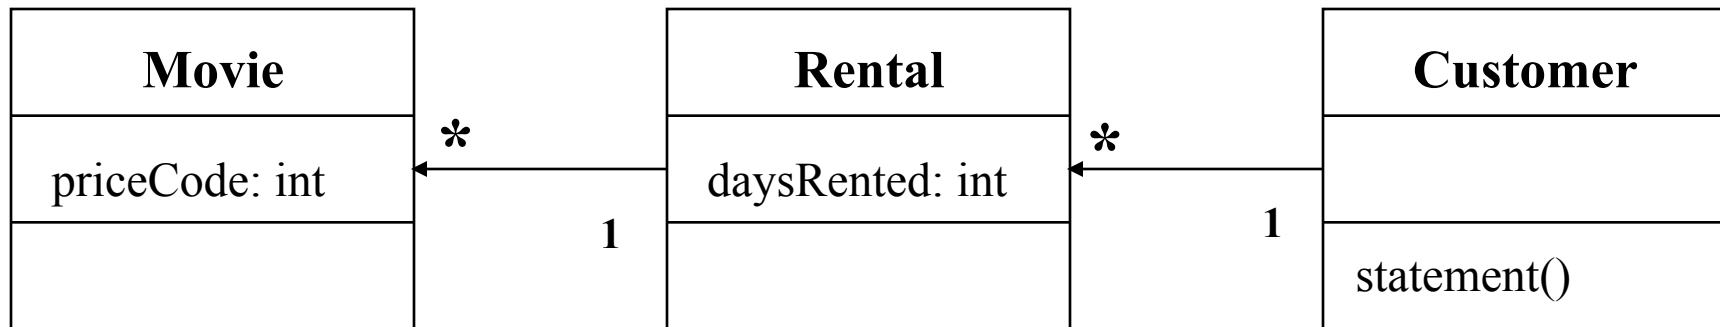 Movie
priceCode: int
*
1
Rental
daysRented: int
*
1
Customer
statement()